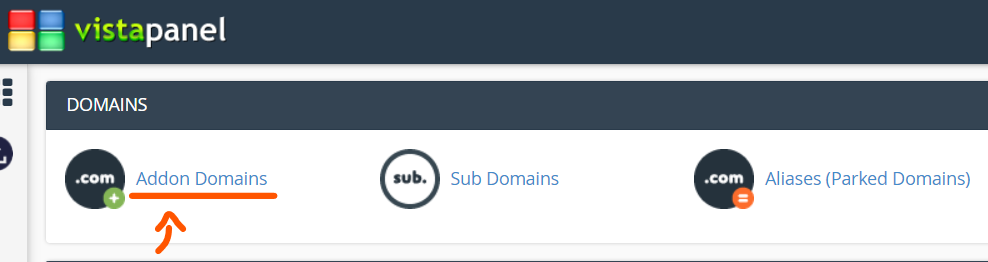 vistapanel
DOMAINS
.com Addon Domains
sub. Sub Domains
.com Aliases (Parked Domains)